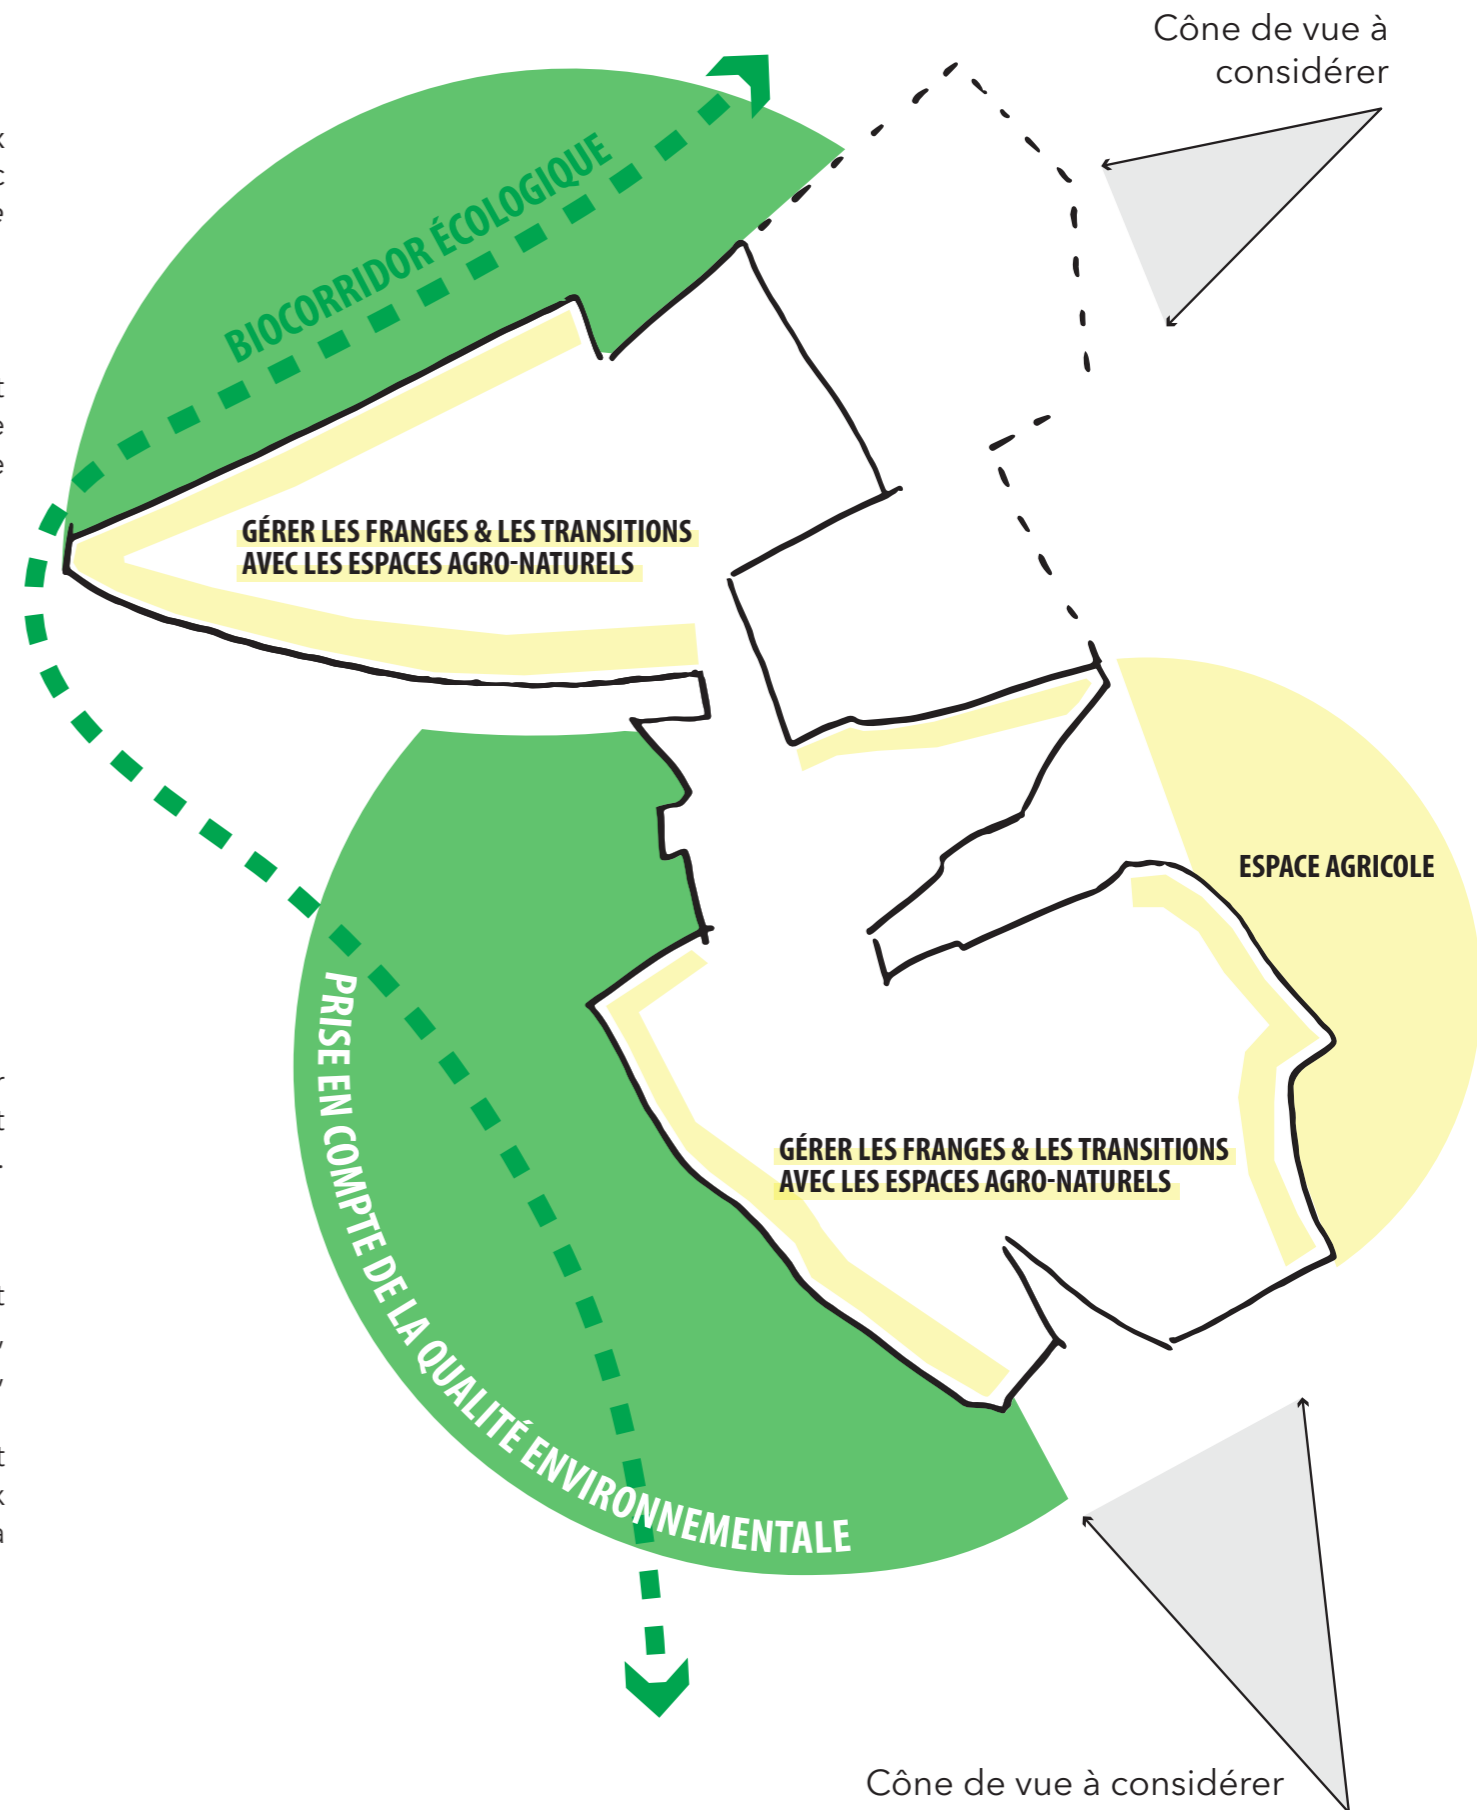 Cône de vue à
considérer
x
c
e
BIOCORRIDOR ÉCOLOGIQUE
t
e
e
GÉRER LES FRANGES & LES TRANSITIONS
AVEC LES ESPACES AGRO-NATURELS
ESPACE AGRICOLE
PRISE EN COMPTE DE LA QUALITÉ ENVIRONNEMENTALE
r
t
.
GÉRER LES FRANGES & LES TRANSITIONS
AVEC LES ESPACES AGRO-NATURELS
t
,
,
t
x
a
Cône de vue à considérer